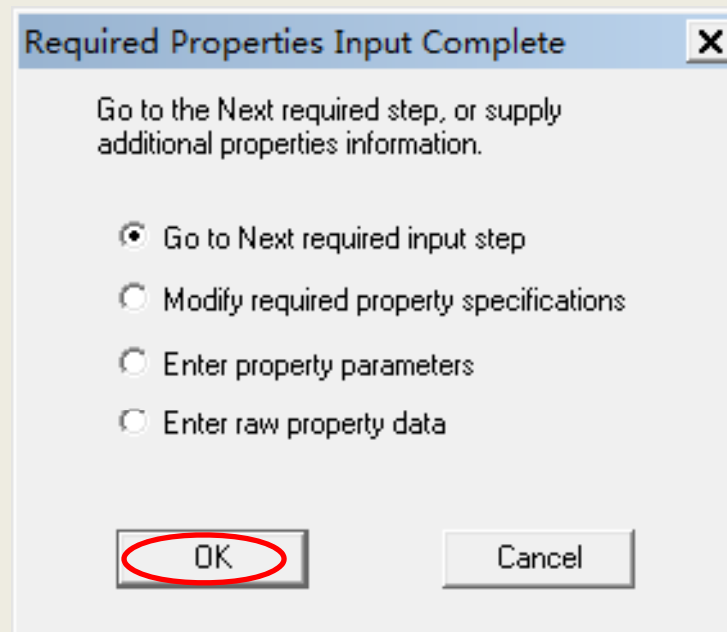 Required Properties Input Complete
Go to the Next required step, or supply
additional properties information.
Go to Next required input step
Modify required property specifications
Enter property parameters
Enter raw property data
OK
Cancel